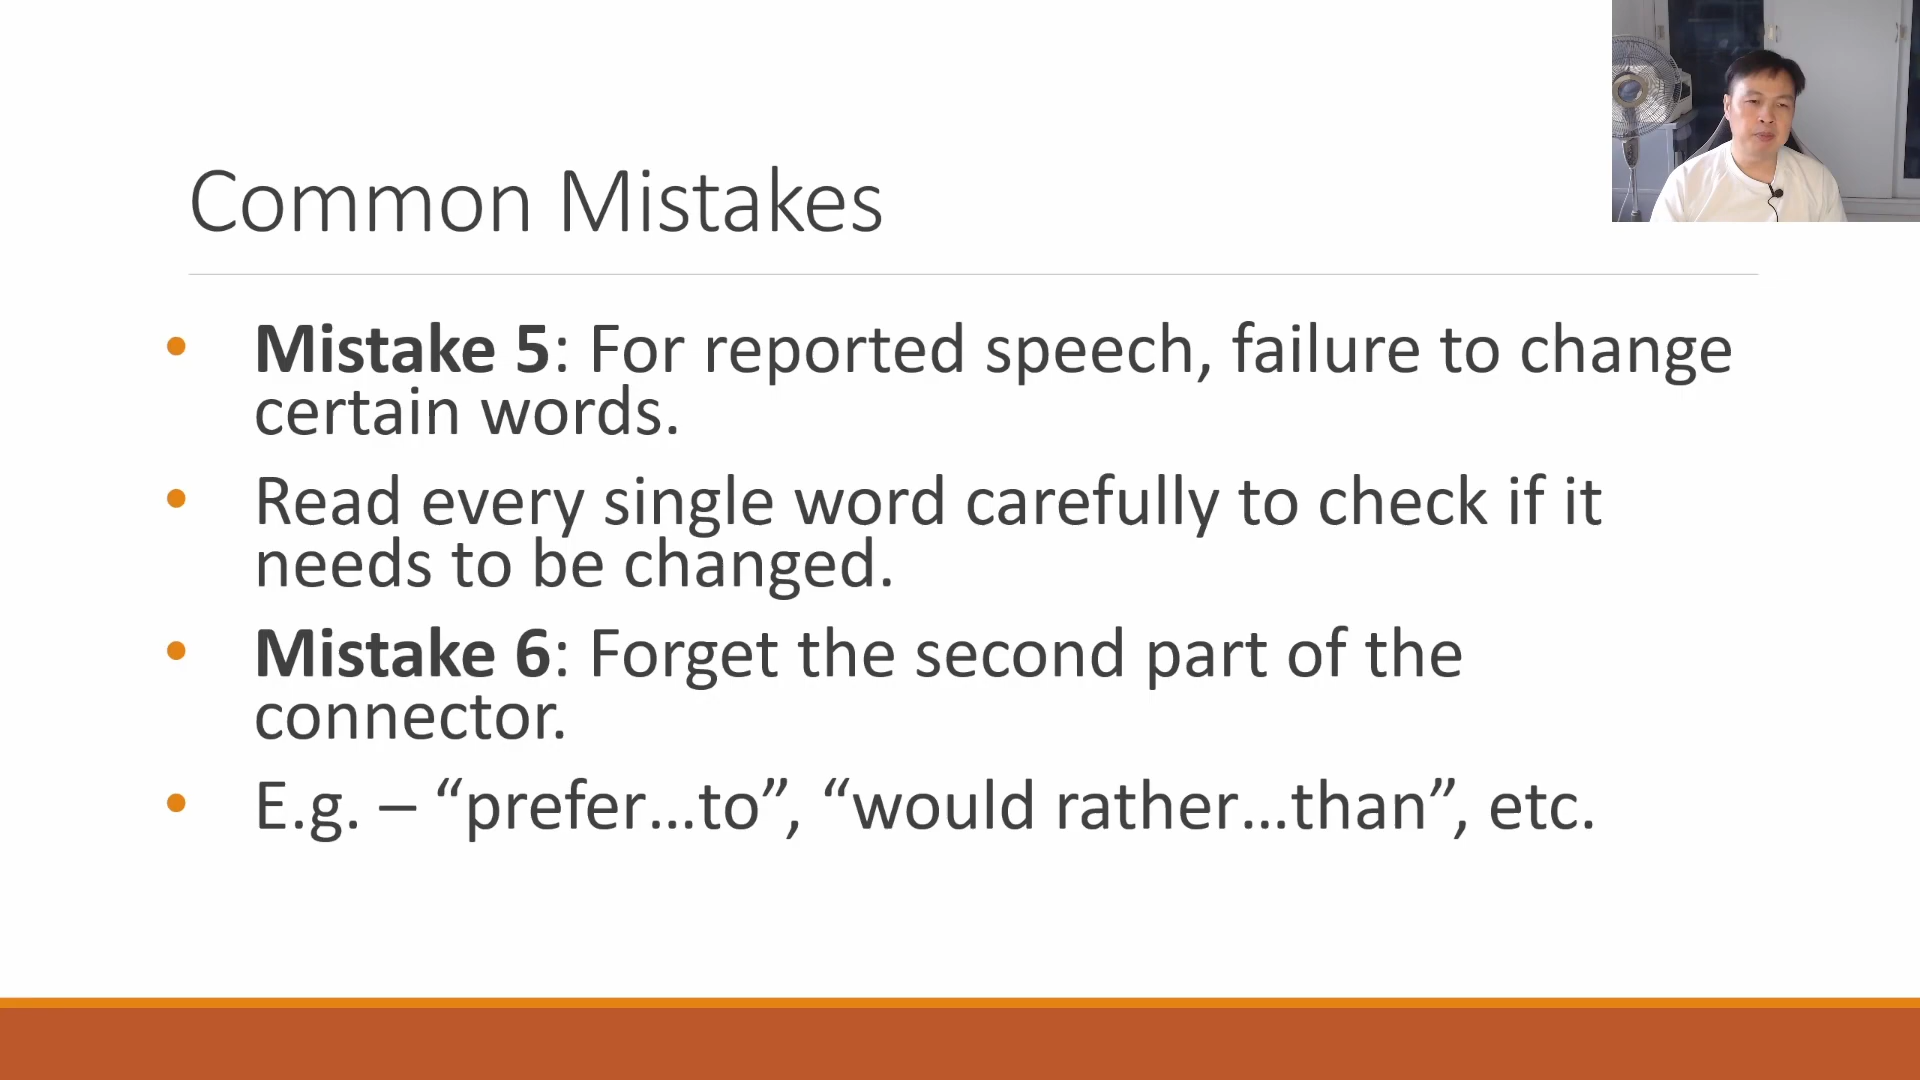 Common Mistakes
• Mistake 5: For reported speech, failure to change
certain words.
• Read every single word carefully to check if it
needs to be changed.
• Mistake 6: Forget the second part of the
connector.
• E.g. – “prefer…to”, “would rather…than”, etc.